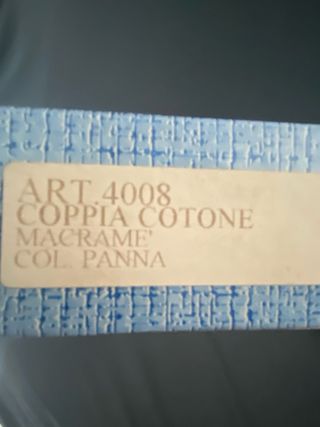 ART.4008
COPPIA COTONE
MACRAME'
COL. PANNA